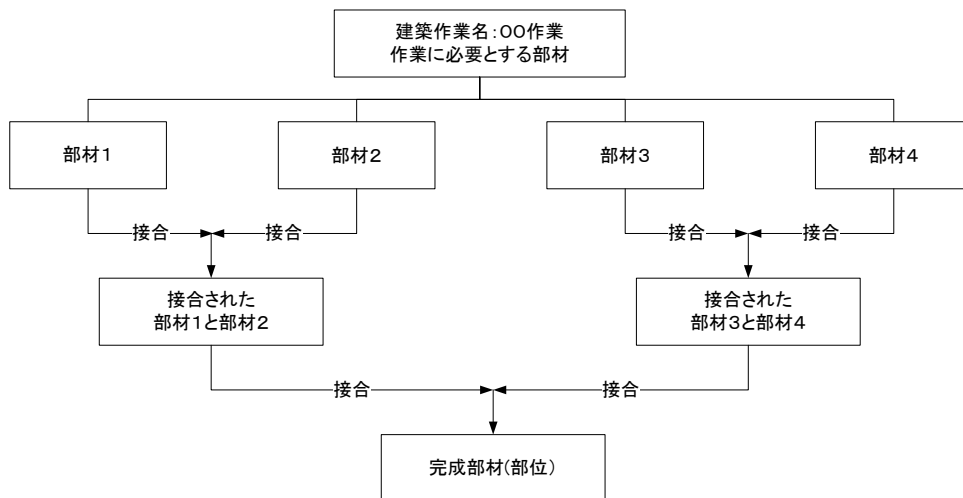 建築作業名：００作業
作業に必要とする部材
部材１
部材２
部材３
部材４
接合
接合
接合
接合
接合された
部材１と部材２
接合された
部材３と部材４
接合
接合
完成部材(部位)